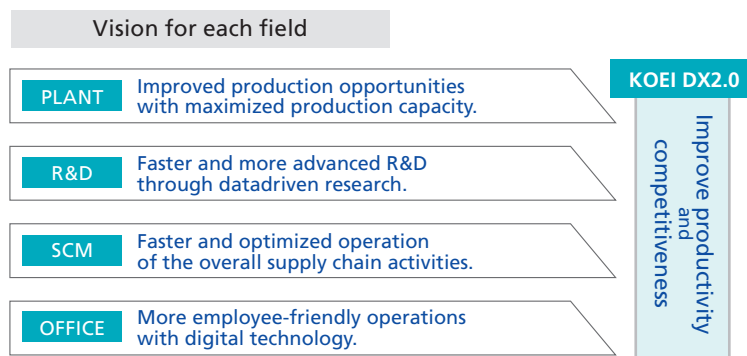 Vision for each field
PLANT
Improved production opportunities
with maximized production capacity.
R&D
Faster and more advanced R&D
through datadriven research.
SCM
Faster and optimized operation
of the overall supply chain activities.
OFFICE
More employee-friendly operations
with digital technology.
KOEI DX2.0
Improve productivity
and
competitiveness